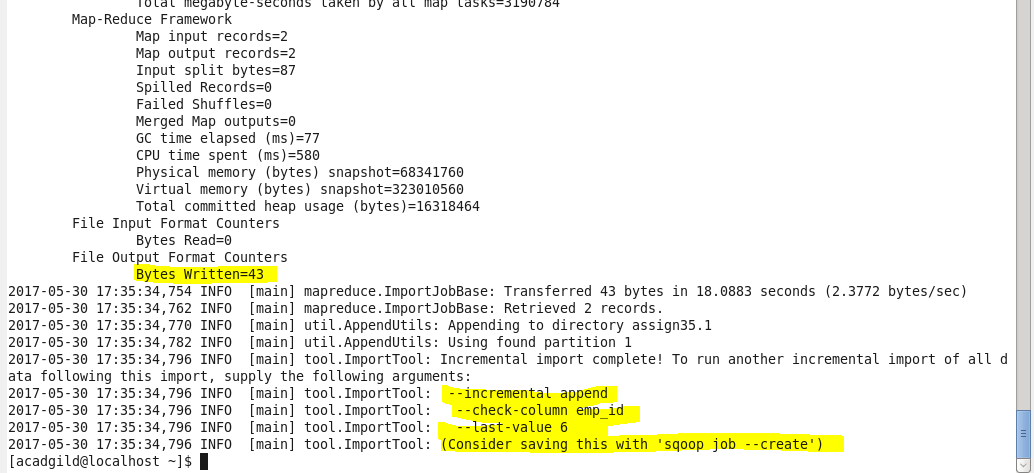 Total megabyte-seconds taken by all map tasks=3190784
Map-Reduce Framework
Map input records=2
Map output records=2
Input split bytes=87
Spilled Records=0
Failed Shuffles=0
Merged Map outputs=0
GC time elapsed (ms)=77
CPU time spent (ms)=580
Physical memory (bytes) snapshot=68341760
Virtual memory (bytes) snapshot=323010560
Total committed heap usage (bytes)=16318464
File Input Format Counters
Bytes Read=0
File Output Format Counters
Bytes Written=43
2017-05-30 17:35:34,754 INFO  [main] mapreduce.ImportJobBase: Transferred 43 bytes in 18.0883 seconds (2.3772 bytes/sec)
2017-05-30 17:35:34,762 INFO  [main] mapreduce.ImportJobBase: Retrieved 2 records.
2017-05-30 17:35:34,770 INFO  [main] util.AppendUtils: Appending to directory assign35.1
2017-05-30 17:35:34,782 INFO  [main] util.AppendUtils: Using found partition 1
2017-05-30 17:35:34,796 INFO  [main] tool.ImportTool: Incremental import complete! To run another incremental import of all d
ata following this import, supply the following arguments:
2017-05-30 17:35:34,796 INFO  [main] tool.ImportTool:  --incremental append
2017-05-30 17:35:34,796 INFO  [main] tool.ImportTool:   --check-column emp_id
2017-05-30 17:35:34,796 INFO  [main] tool.ImportTool:   --last-value 6
2017-05-30 17:35:34,796 INFO  [main] tool.ImportTool: (Consider saving this with 'sqoop job --create')
[acadgild@localhost ~]$